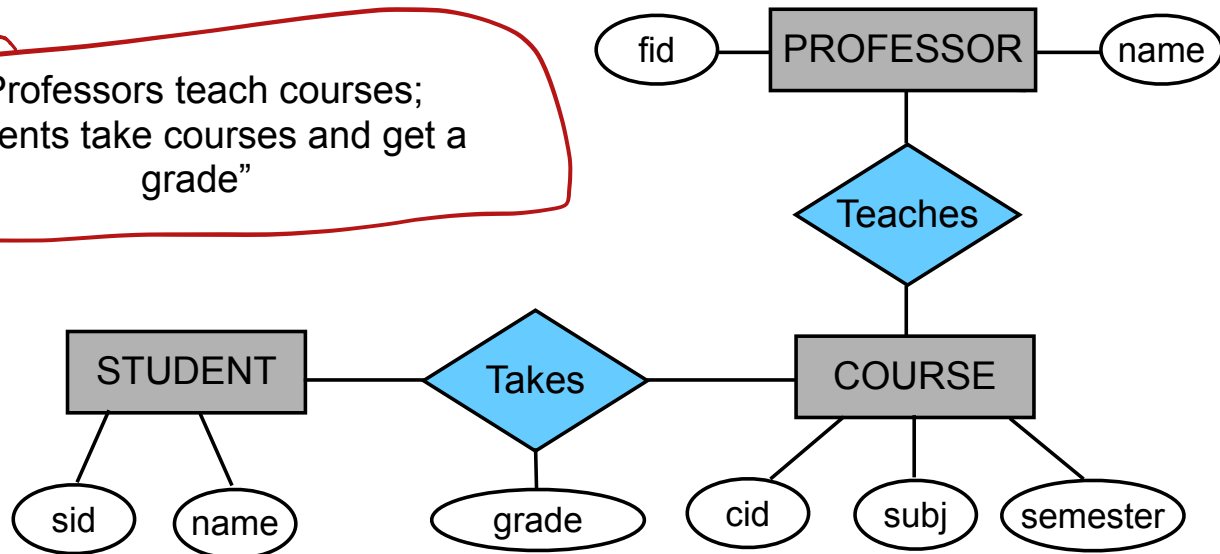 Professors teach courses;
ents take courses and get a
grade”
fid
PROFESSOR
name
Teaches
STUDENT
Takes
COURSE
sid
name
grade
cid
subj
semester